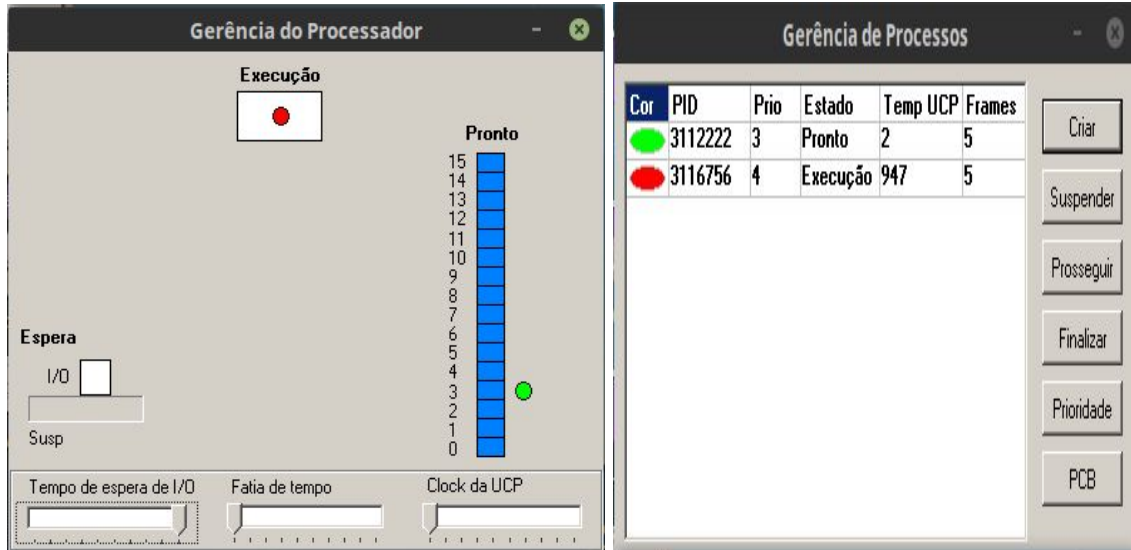 Gerência do Processador
Execução
Pronto
15
14
13
12
11
10
9
8
7
6
5
4
3
2
1
0
Espera
I/O
Susp
Tempo de espera de I/O Fatia de tempo Clock da UCP
Gerência de Processos
Cor PID Prio Estado Temp UCP Frames
3112222 3 Pronto 2 5
3116756 4 Execução 947 5
Criar
Suspender
Prosseguir
Finalizar
Prioridade
PCB